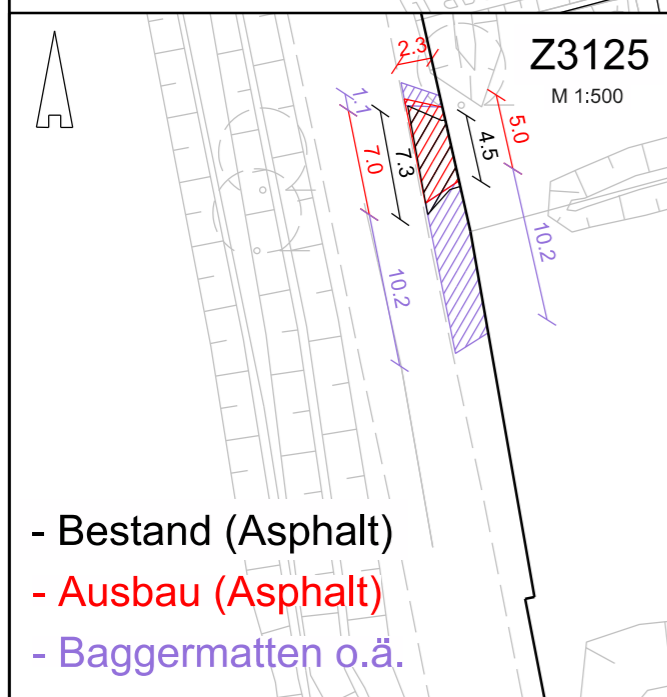 Z3125
M 1:500
2.3
1.1
7.0
7.3
4.5
5.0
10.2
10.2
- Bestand (Asphalt)
- Ausbau (Asphalt)
- Baggermatten o.ä.